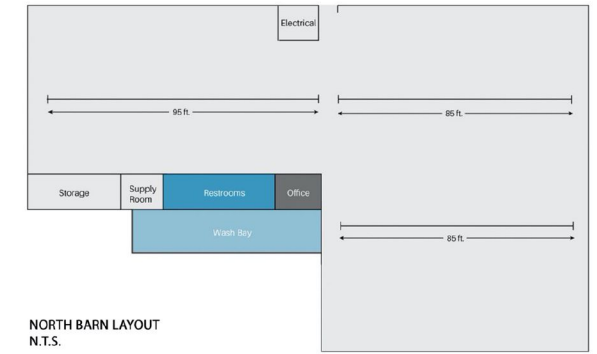 Electrical
95 ft.
85 ft.
Storage
Supply
Room
Restrooms
Office
Wash Bay
85 ft.
NORTH BARN LAYOUT
N.T.S.